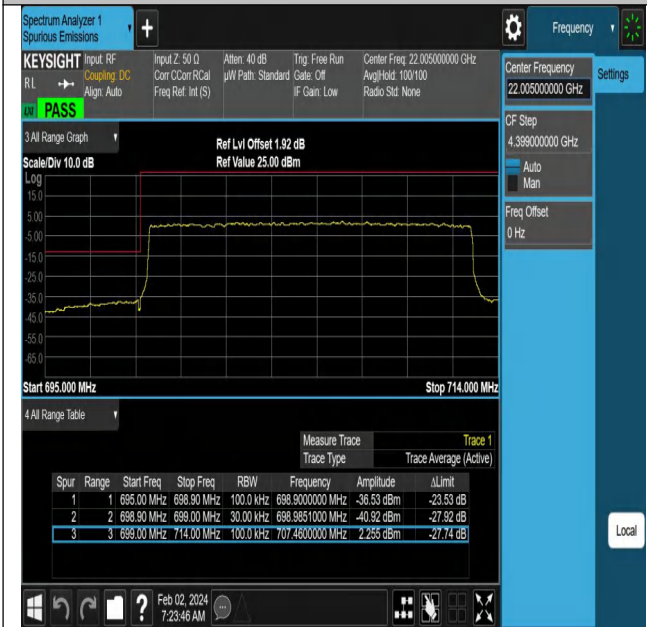 Spectrum Analyzer 1
Spurious Emissions
Frequency
KEYSIGHT
RL
Input: RF
Coupling: DC
Align: Auto
Input Z: 50 Ω
Corr CCorr RCal
Freq Ref: Int (S)
Atten: 40 dB
µW Path: Standard
Trig: Free Run
Gate: Off
IF Gain: Low
Center Freq: 22.005000000 GHz
Avg|Hold: 100/100
Radio Std: None
PASS
Center Frequency
22.005000000 GHz
Settings
CF Step
4.399000000 GHz
Auto
Man
Freq Offset
0 Hz
3 All Range Graph
Scale/Div 10.0 dB
Ref Lvl Offset 1.92 dB
Ref Value 25.00 dBm
Log
15.0
5.00
-5.00
-15.0
-25.0
-35.0
-45.0
-55.0
-65.0
Start 695.000 MHz
Stop 714.000 MHz
4 All Range Table
Measure Trace Trace 1
Trace Type Trace Average (Active)
Spur Range Start Freq Stop Freq RBW Frequency Amplitude ΔLimit
1 1 695.00 MHz 698.90 MHz 100.0 kHz 698.9000000 MHz -36.53 dBm -23.53 dB
2 2 698.90 MHz 699.00 MHz 30.00 kHz 698.9851000 MHz -40.92 dBm -27.92 dB
3 3 699.00 MHz 714.00 MHz 100.0 kHz 707.4600000 MHz 2.255 dBm -27.74 dB
Local
Feb 02, 2024
7:23:46 AM